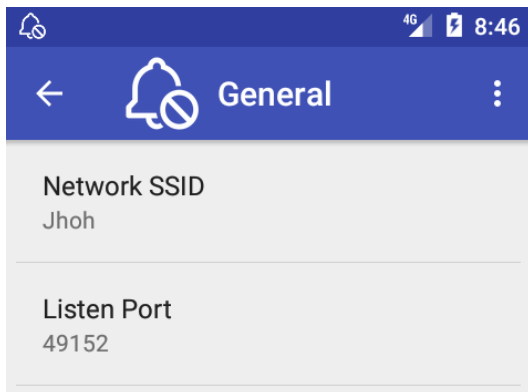 4G 8:46
General
Network SSID
Jhoh
Listen Port
49152